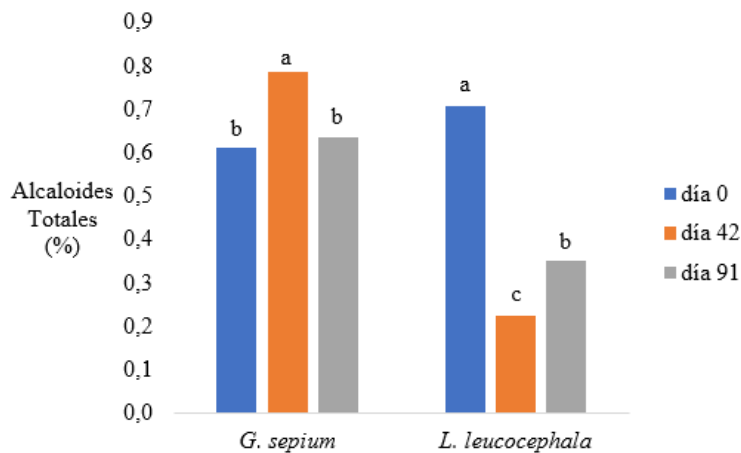 0,9
0,8
0,7
0,6
0,5
0,4
0,3
0,2
0,1
0,0
Alcaloides
Totales
(%)
b
a
b
a
c
b
G. sepium
L. leucocephala
día 0
día 42
día 91